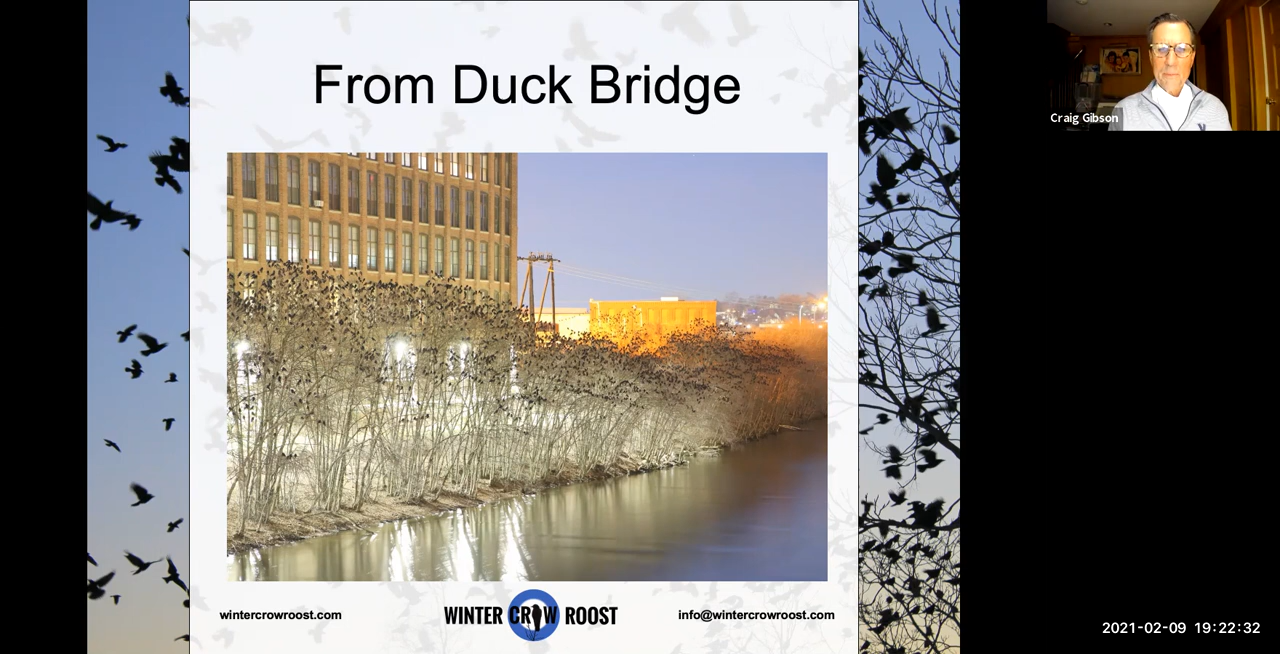 From Duck Bridge
Craig Gibson
wintercrowroost.com
WINTER CROW ROOST
info@wintercrowroost.com
2021-02-09 19:22:32